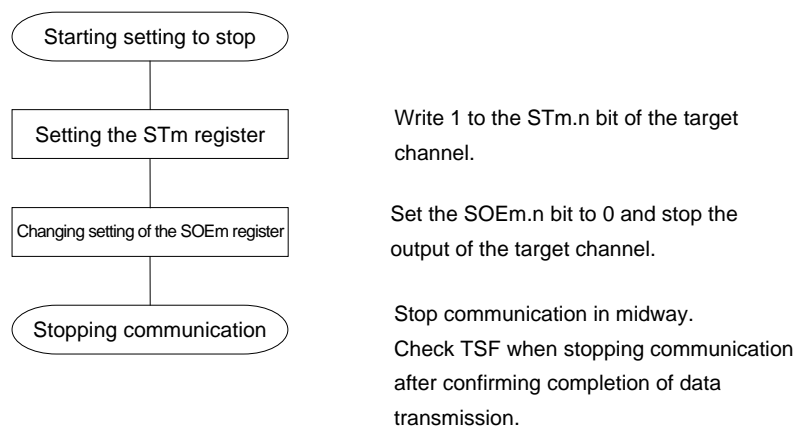 Starting setting to stop
Setting the STm register
Write 1 to the STm.n bit of the target
channel.
Changing setting of the SOEm register
Set the SOEm.n bit to 0 and stop the
output of the target channel.
Stopping communication
Stop communication in midway.
Check TSF when stopping communication
after confirming completion of data
transmission.